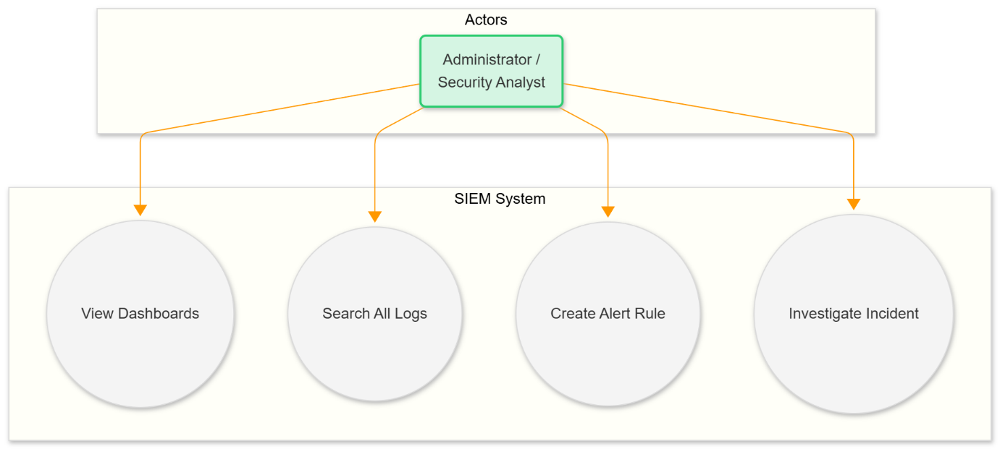 Actors
Administrator /
Security Analyst
SIEM System
View Dashboards
Search All Logs
Create Alert Rule
Investigate Incident